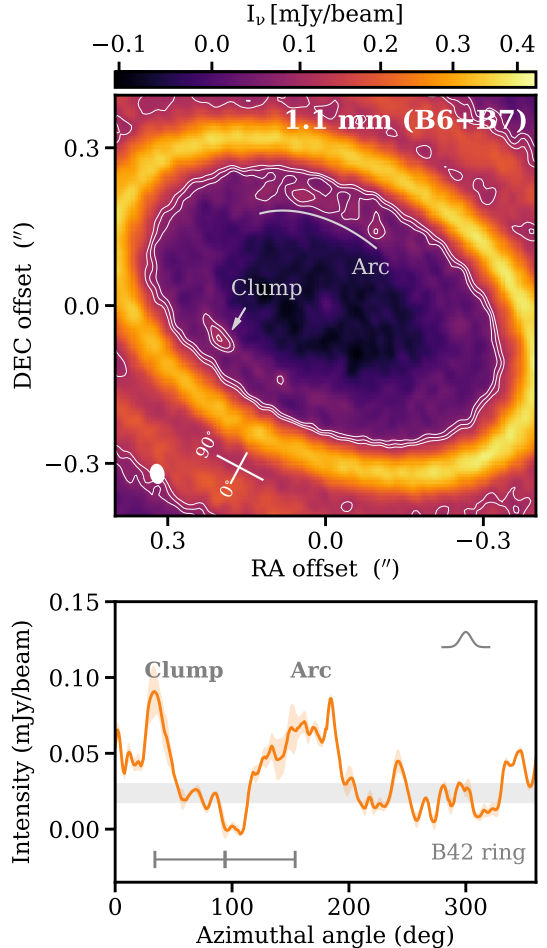 I_ν [mJy/beam]
−0.1 0.0 0.1 0.2 0.3 0.4
1.1 mm (B6+B7)
0.3
0.0
−0.3
DEC offset (″)
Arc
Clump
90°
0°
0.3 0.0 −0.3
RA offset (″)
0.15
0.10
0.05
0.00
Intensity (mJy/beam)
Clump Arc
B42 ring
0 100 200 300
Azimuthal angle (deg)